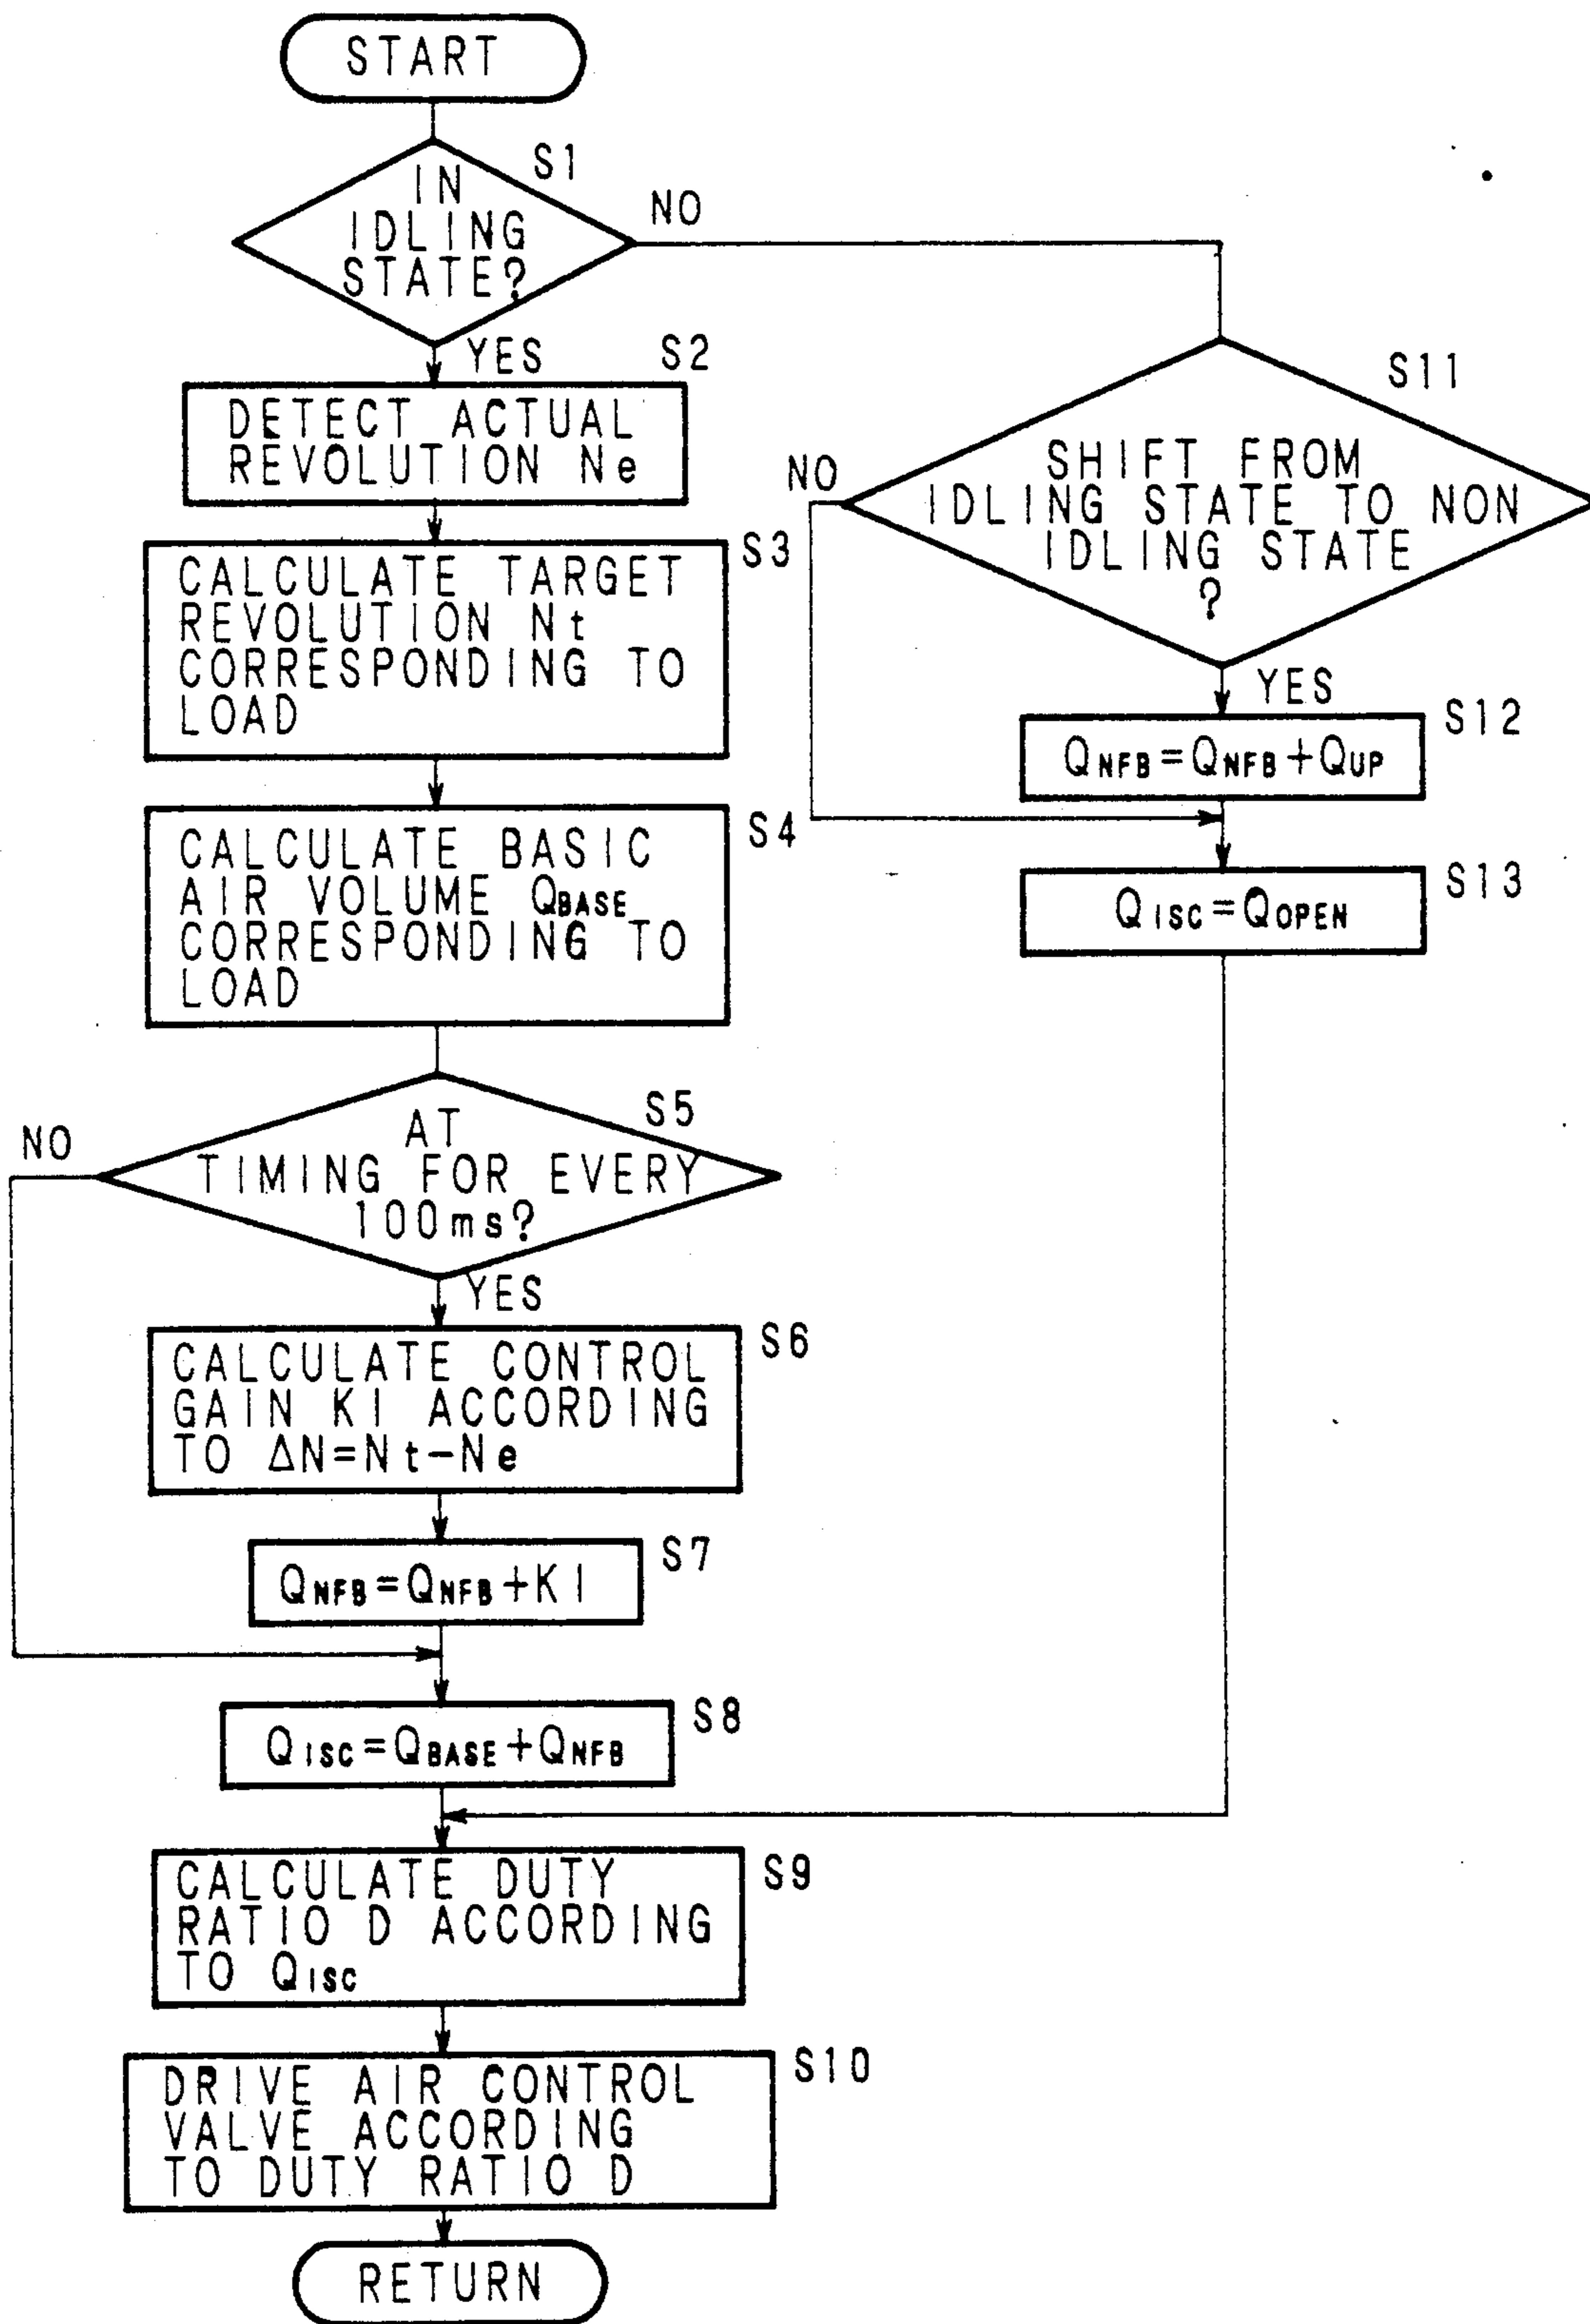 START
S1
IN
IDLING
STATE?
NO
YES
S2
DETECT ACTUAL
REVOLUTION Ne
S3
CALCULATE TARGET
REVOLUTION Nt
CORRESPONDING TO
LOAD
S4
CALCULATE BASIC
AIR VOLUME QBASE
CORRESPONDING TO
LOAD
S5
AT
TIMING FOR EVERY
100ms?
NO
YES
S6
CALCULATE CONTROL
GAIN KI ACCORDING
TO ΔN=Nt-Ne
S7
QNFB=QNFB+KI
S8
QISC=QBASE+QNFB
S9
CALCULATE DUTY
RATIO D ACCORDING
TO QISC
S10
DRIVE AIR CONTROL
VALVE ACCORDING
TO DUTY RATIO D
RETURN
S11
SHIFT FROM
IDLING STATE TO NON
IDLING STATE
?
NO
YES
S12
QNFB=QNFB+QUP
S13
QISC=QOPEN